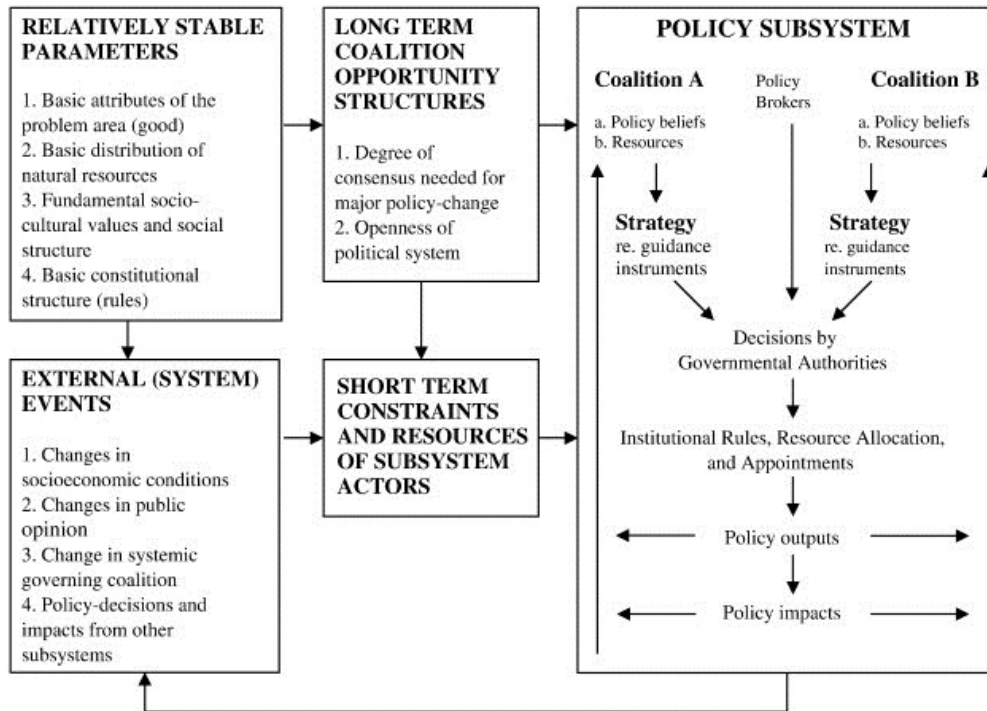 RELATIVELY STABLE
PARAMETERS
1. Basic attributes of the
problem area (good)
2. Basic distribution of
natural resources
3. Fundamental socio-
cultural values and social
structure
4. Basic constitutional
structure (rules)
LONG TERM
COALITION
OPPORTUNITY
STRUCTURES
1. Degree of
consensus needed for
major policy-change
2. Openness of
political system
EXTERNAL (SYSTEM)
EVENTS
1. Changes in
socioeconomic conditions
2. Changes in public
opinion
3. Change in systemic
governing coalition
4. Policy-decisions and
impacts from other
subsystems
SHORT TERM
CONSTRAINTS
AND RESOURCES
OF SUBSYSTEM
ACTORS
POLICY SUBSYSTEM
Coalition A
a. Policy beliefs
b. Resources
Strategy
re. guidance
instruments
Policy
Brokers
Coalition B
a. Policy beliefs
b. Resources
Strategy
re. guidance
instruments
Decisions by
Governmental Authorities
Institutional Rules, Resource Allocation,
and Appointments
Policy outputs
Policy impacts